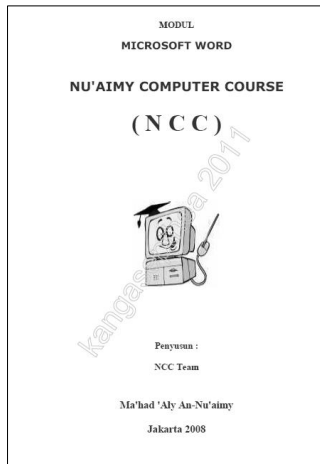 MODUL
MICROSOFT WORD
NU'AIMY COMPUTER COURSE
( N C C )
Penyusun :
NCC Team
Ma'had 'Aly An-Nu'aimy
Jakarta 2008